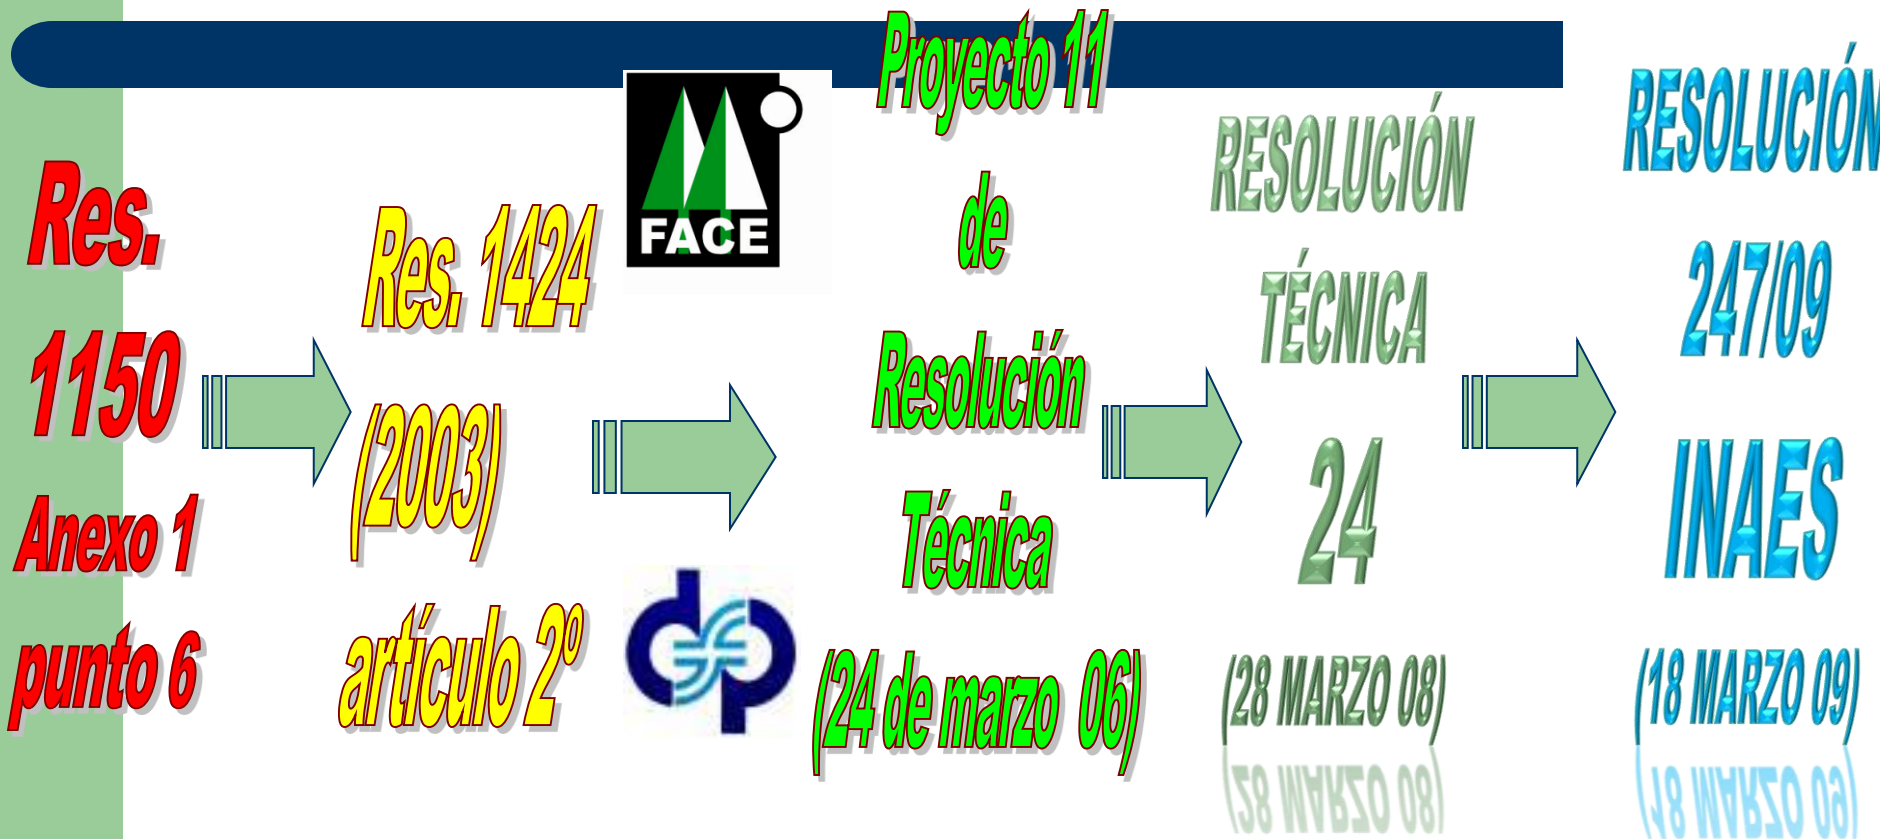 Res.
1150
Anexo 1
punto 6
Res. 1424
(2003)
artículo 2º
FACE
dfp
Proyecto 11
de
Resolución
Técnica
(24 de marzo 06)
RESOLUCIÓN
TÉCNICA
24
(28 MARZO 08)
RESOLUCIÓN
247/09
INAES
(18 MARZO 09)